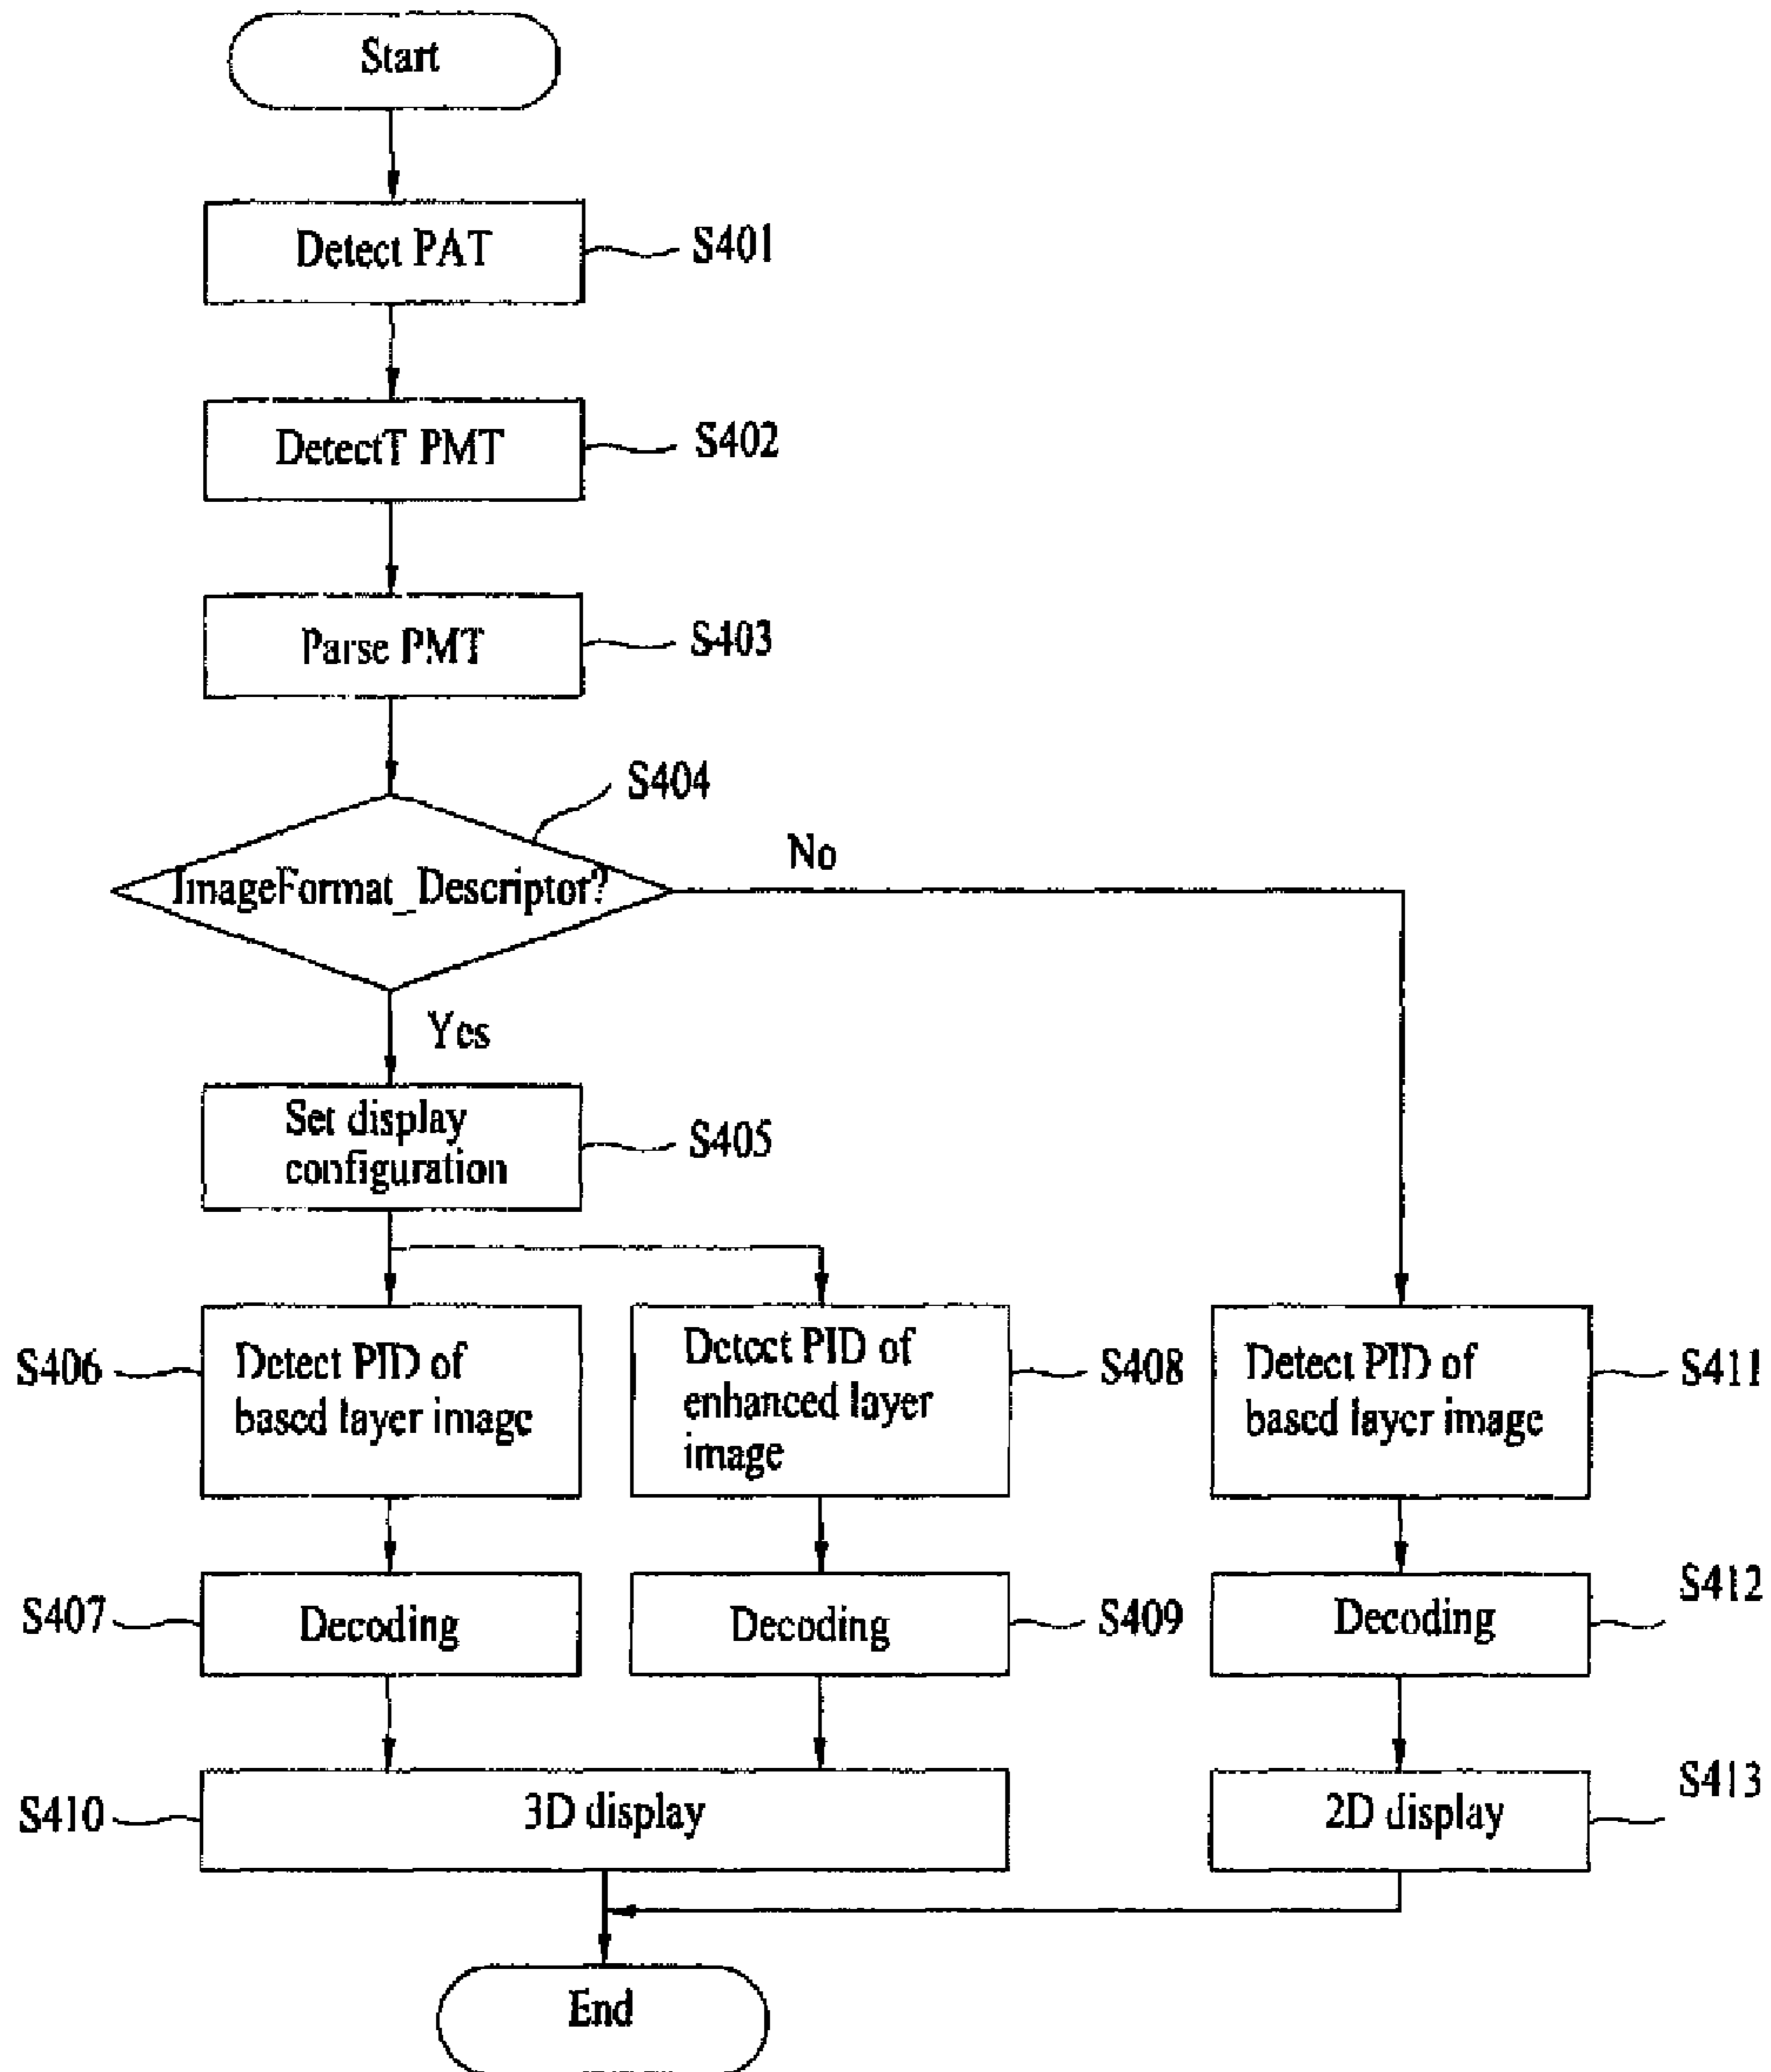 Start
Detect PAT
S401
DetectT PMT
S402
Parse PMT
S403
S404
ImageFormat_Descriptor?
No
Yes
Set display
configuration
S405
S406
Detect PID of
based layer image
Detect PID of
enhanced layer
image
S408
Detect PID of
based layer image
S411
S407
Decoding
Decoding
S409
Decoding
S412
S410
3D display
2D display
S413
End